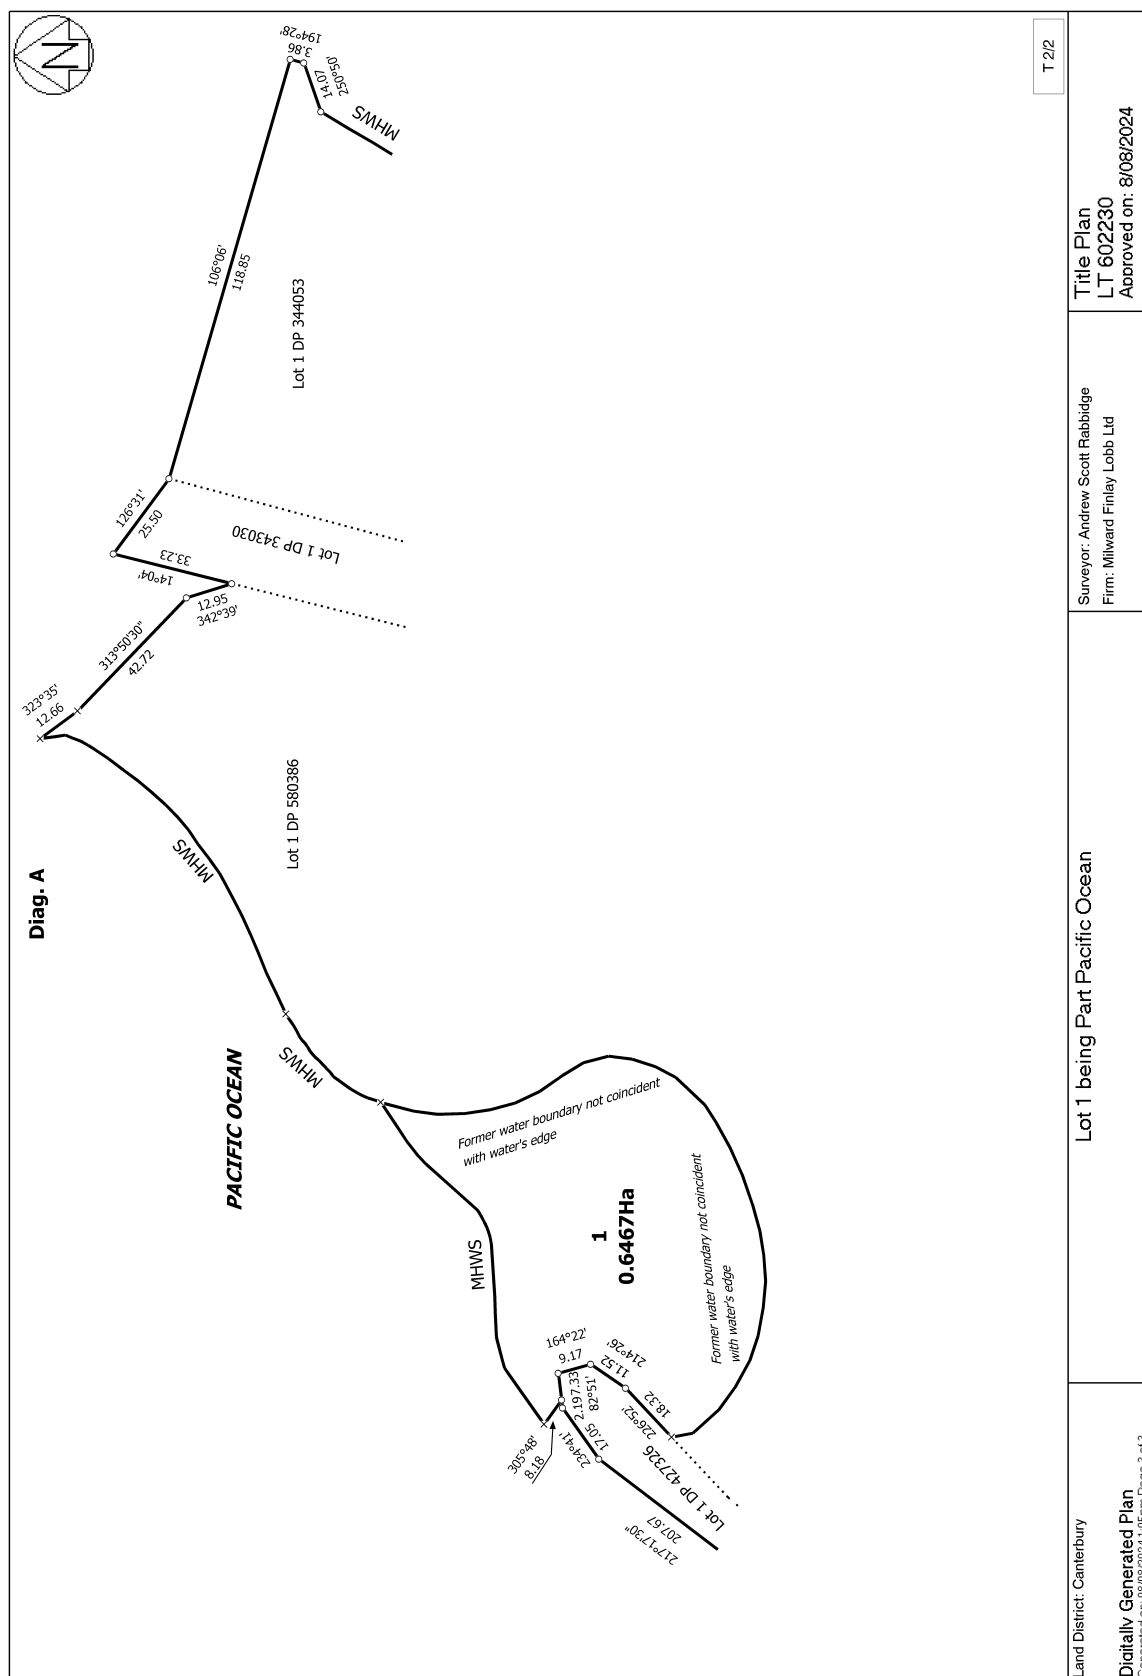 N
T 2/2
194°28'
3.86
14.07
250°50'
MHWS
106°06'
118.85
Lot 1 DP 344053
126°31'
25.50
Lot 1 DP 343030
33.23
14°04'
12.95
342°39'
313°50'30"
42.72
323°35'
12.66
MHWS
Lot 1 DP 580386
Diag. A
MHWS
PACIFIC OCEAN
Former water boundary not coincident
with water's edge
MHWS
1
0.6467Ha
Former water boundary not coincident
with water's edge
164°22'
9.17
214°26'
11.52
2.19
7.33
82°51'
18.32
226°52'
305°48'
8.18
17.05
234°41'
Lot 1 DP 427326
207.67
217°17'30"
Land District: Canterbury
Digitally Generated Plan
Lot 1 being Part Pacific Ocean
Surveyor: Andrew Scott Rabbidge
Firm: Milward Finlay Lobb Ltd
Title Plan
LT 602230
Approved on: 8/08/2024